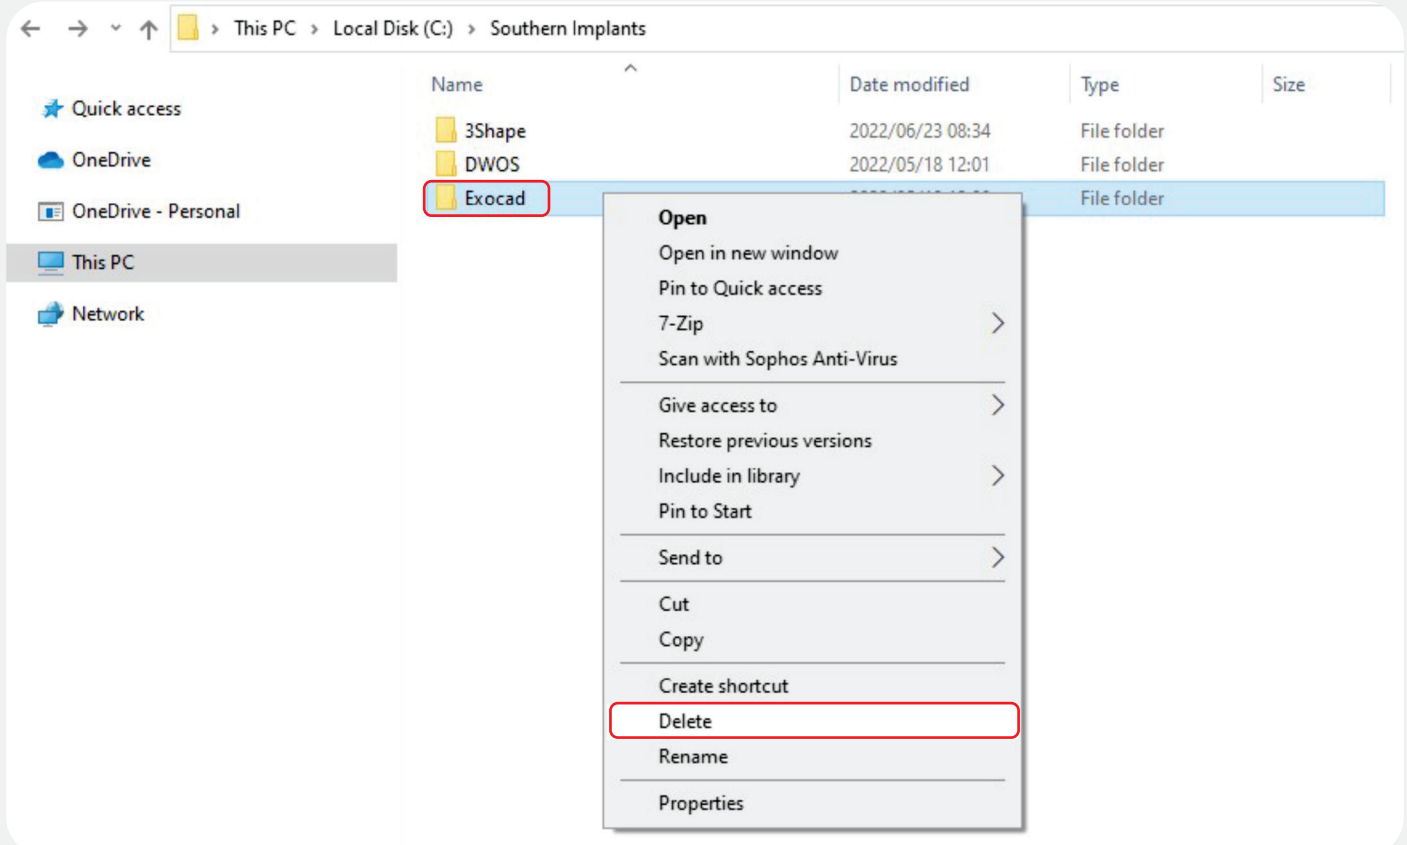 This PC > Local Disk (C:) > Southern Implants
Name Date modified Type Size
Quick access
OneDrive
OneDrive - Personal
This PC
Network
3Shape 2022/06/23 08:34 File folder
DWOS 2022/05/18 12:01 File folder
Exocad File folder
Open
Open in new window
Pin to Quick access
7-Zip
Scan with Sophos Anti-Virus
Give access to
Restore previous versions
Include in library
Pin to Start
Send to
Cut
Copy
Create shortcut
Delete
Rename
Properties